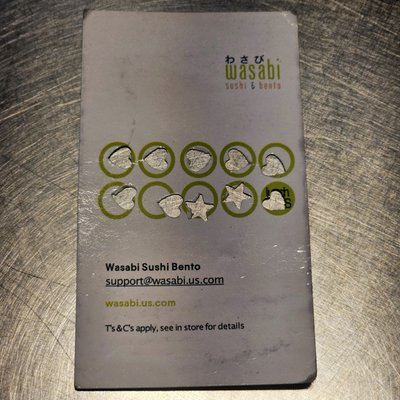 わさび
wasabi
sushi & bento
Wasabi Sushi Bento
support@wasabi.us.com
wasabi.us.com
T's&C's apply, see in store for details